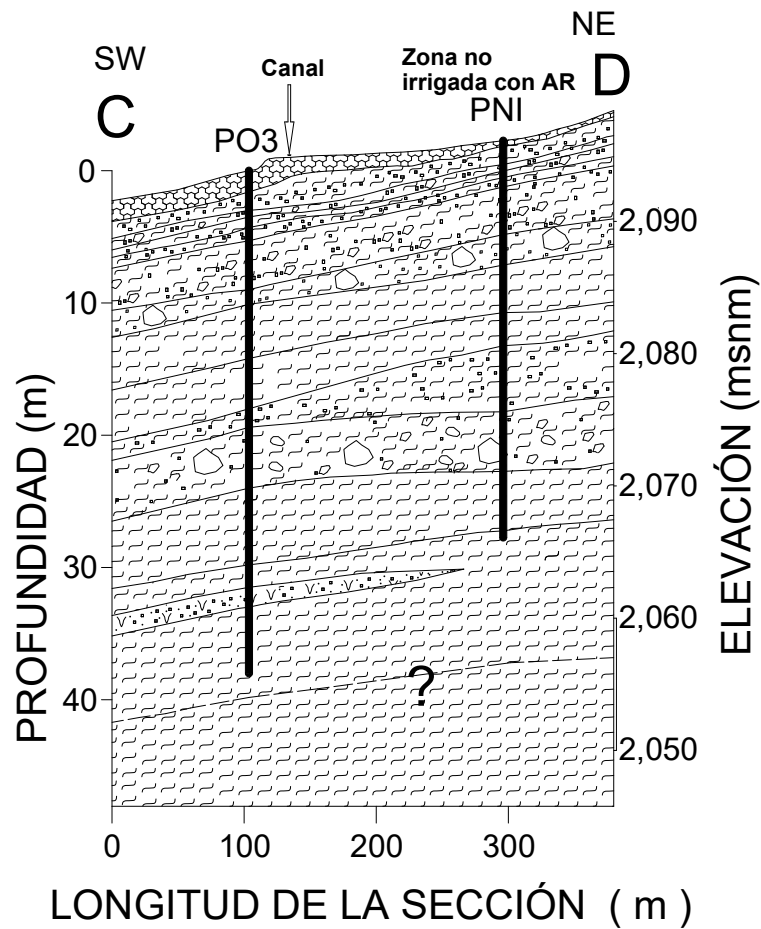 NE
SW
Canal
Zona no
irrigada con AR
C
D
PO3
PNI
0
10
20
30
40
PROFUNDIDAD (m)
2,090
2,080
2,070
2,060
2,050
ELEVACIÓN (msnm)
?
0
100
200
300
LONGITUD DE LA SECCIÓN ( m )